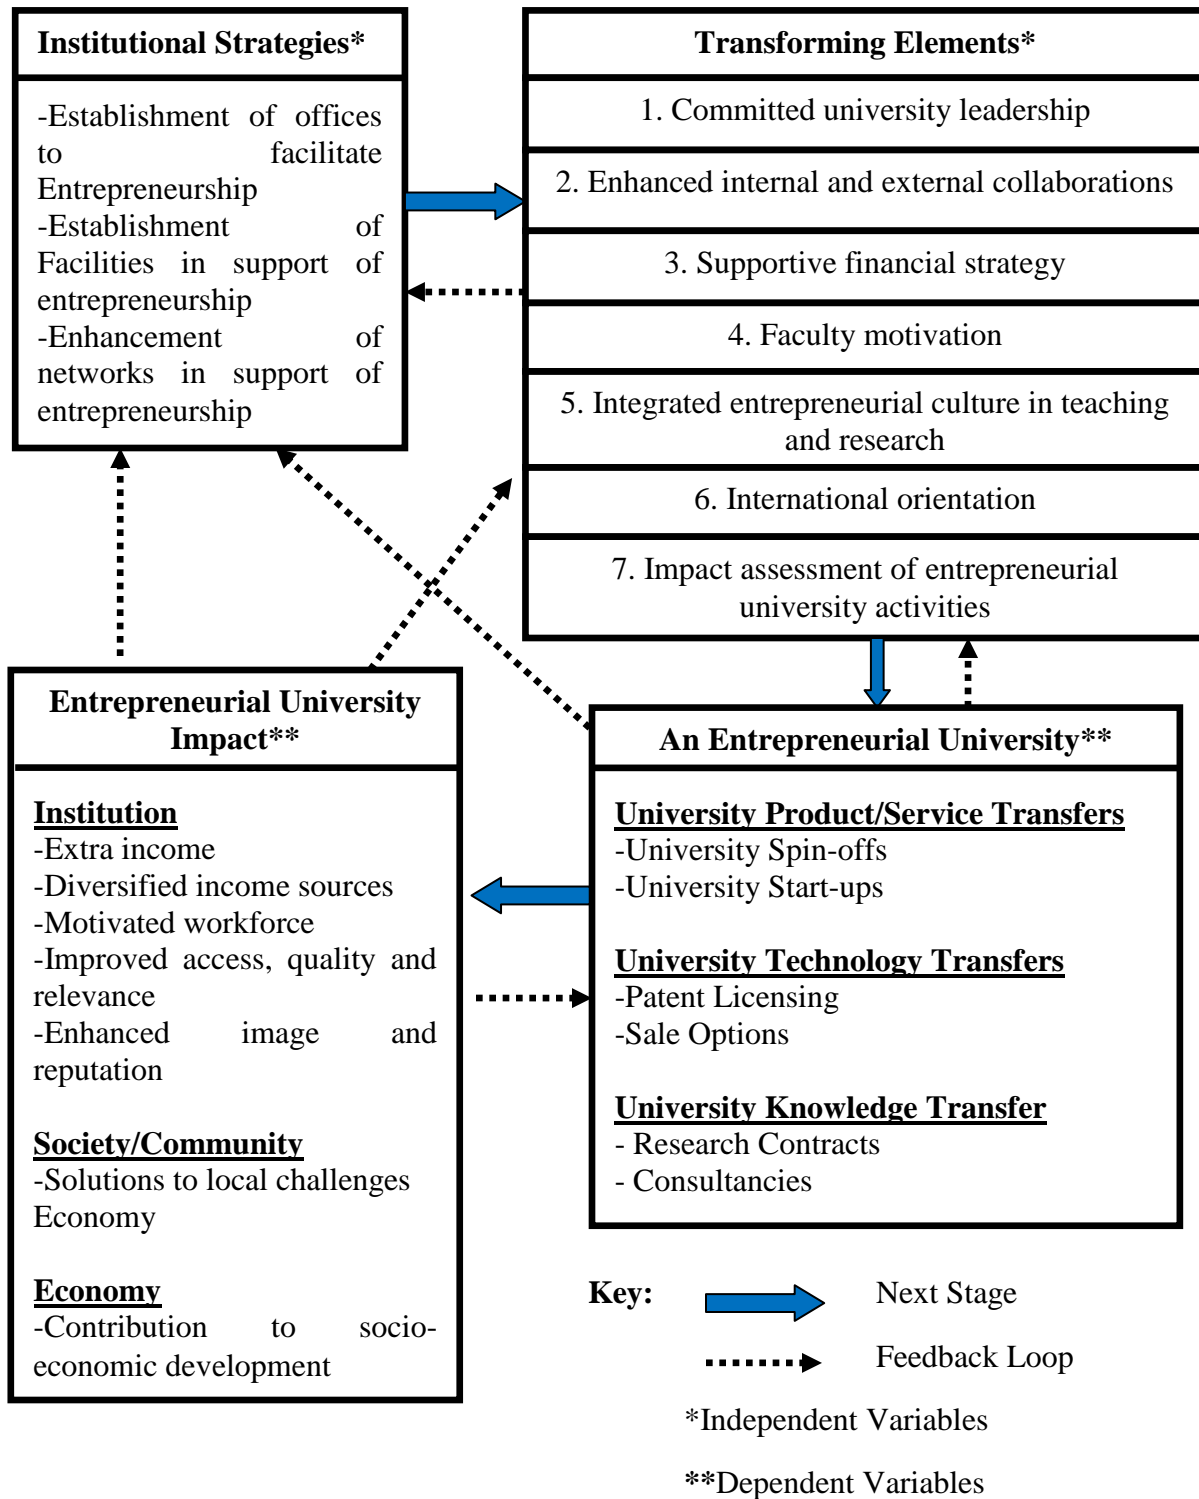 Institutional Strategies*
-Establishment of offices
to facilitate
Entrepreneurship
-Establishment of
Facilities in support of
entrepreneurship
-Enhancement of
networks in support of
entrepreneurship
Transforming Elements*
1. Committed university leadership
2. Enhanced internal and external collaborations
3. Supportive financial strategy
4. Faculty motivation
5. Integrated entrepreneurial culture in teaching
and research
6. International orientation
7. Impact assessment of entrepreneurial
university activities
Entrepreneurial University
Impact**
Institution
-Extra income
-Diversified income sources
-Motivated workforce
-Improved access, quality and
relevance
-Enhanced image and
reputation
Society/Community
-Solutions to local challenges
Economy
Economy
-Contribution to socio-
economic development
An Entrepreneurial University**
University Product/Service Transfers
-University Spin-offs
-University Start-ups
University Technology Transfers
-Patent Licensing
-Sale Options
University Knowledge Transfer
- Research Contracts
- Consultancies
Key:
Next Stage
Feedback Loop
*Independent Variables
**Dependent Variables